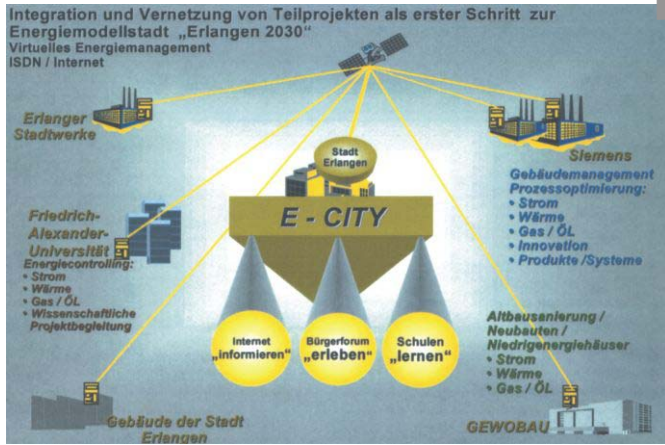 Integration und Vernetzung von Teilprojekten als erster Schritt zur
Energiemodellstadt „Erlangen 2030“
Virtuelles Energiemanagement
ISDN / Internet
Erlanger
Stadtwerke
Stadt
Erlangen
Siemens
Gebäudemanagement
Prozessoptimierung:
• Strom
• Wärme
• Gas / ÖL
• Innovation
• Produkte /Systeme
E - CITY
Friedrich-
Alexander-
Universität
Energiecontrolling:
• Strom
• Wärme
• Gas / ÖL
• Wissenschaftliche
Projektbegleitung
Internet
„informieren“
Bürgerforum
„erleben“
Schulen
„lernen“
Altbausanierung /
Neubauten /
Niedrigenergiehäuser
• Strom
• Wärme
• Gas / ÖL
Gebäude der Stadt
Erlangen
GEWOBAU